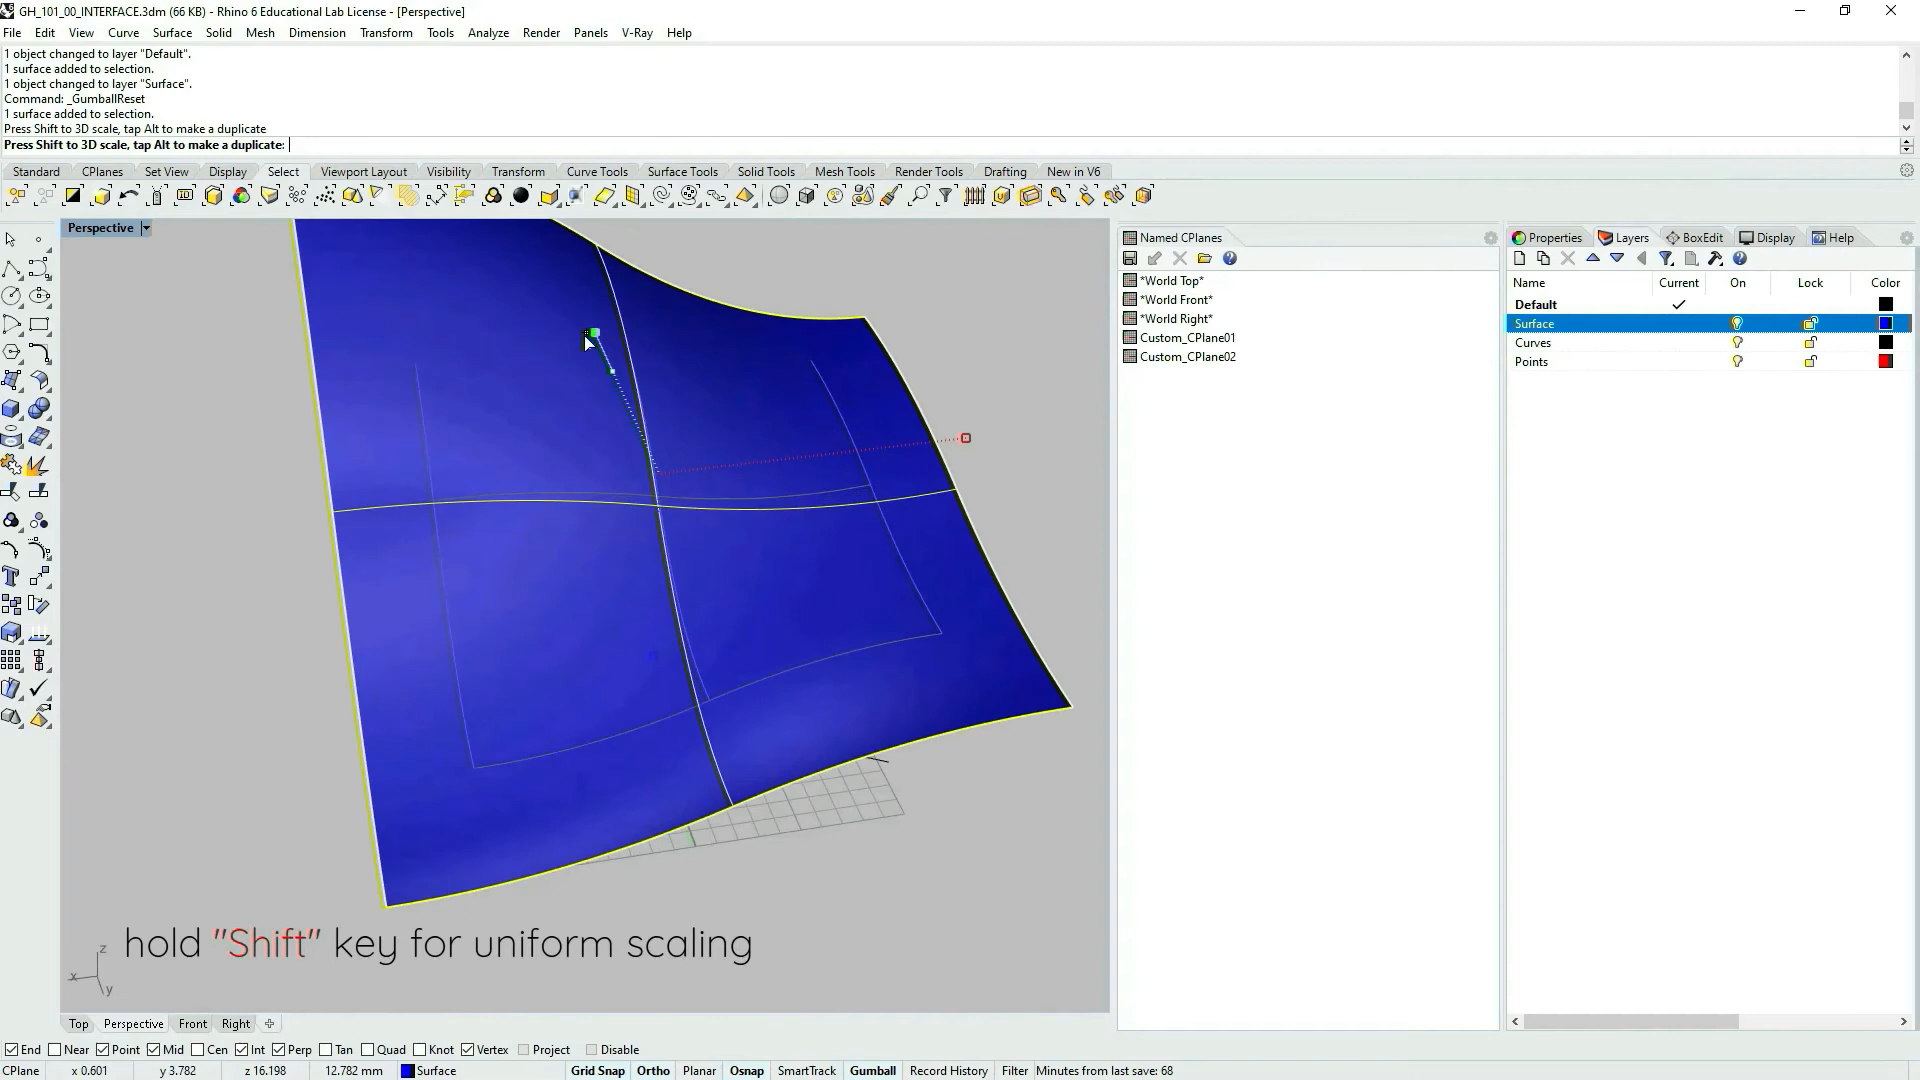 GH_101_00_INTERFACE.3dm (66 KB) - Rhino 6 Educational Lab License - [Perspective]
File Edit View Curve Surface Solid Mesh Dimension Transform Tools Analyze Render Panels V-Ray Help
1 object changed to layer "Default".
1 surface added to selection.
1 object changed to layer "Surface".
Command: _GumballReset
1 surface added to selection.
Press Shift to 3D scale, tap Alt to make a duplicate
Press Shift to 3D scale, tap Alt to make a duplicate:
Standard CPlanes Set View Display Select Viewport Layout Visibility Transform Curve Tools Surface Tools Solid Tools Mesh Tools Render Tools Drafting New in V6
Perspective
Named CPlanes
*World Top*
*World Front*
*World Right*
Custom_CPlane01
Custom_CPlane02
Properties Layers BoxEdit Display Help
Name Current On Lock Color
Default
Surface
Curves
Points
hold "Shift" key for uniform scaling
z
x
y
Top Perspective Front Right
End Near Point Mid Cen Int Perp Tan Quad Knot Vertex Project Disable
CPlane x 0.601 y 3.782 z 16.198 12.782 mm Surface Grid Snap Ortho Planar Osnap SmartTrack Gumball Record History Filter Minutes from last save: 68